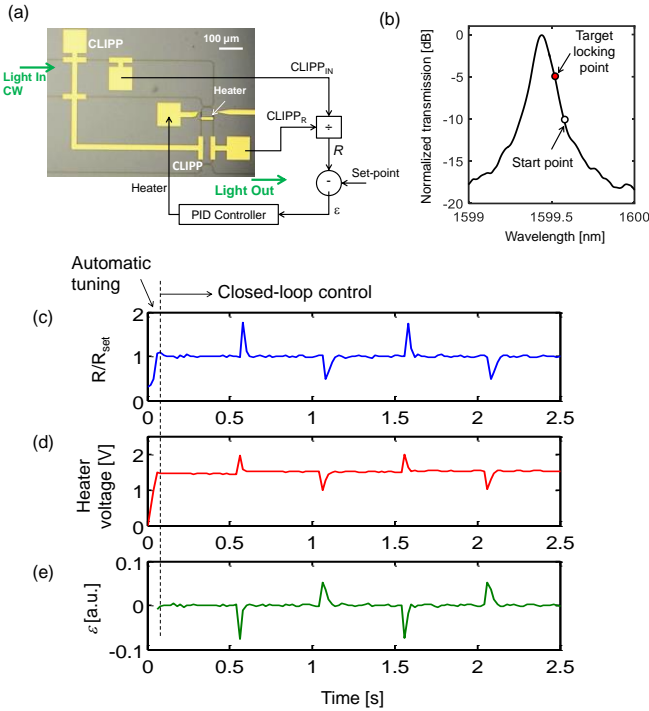 (a)
CLIPP
100 µm
Light In
CW
CLIPP_IN
Heater
CLIPP_R
÷
R
CLIPP
Heater
Light Out
-
Set-point
ε
PID Controller
(b)
Normalized transmission [dB]
0
-5
-10
-15
-20
Target
locking
point
Start point
1599
1599.5
1600
Wavelength [nm]
Automatic
tuning
Closed-loop control
(c)
R/R_set
2
1
0
0 0.5 1 1.5 2 2.5
(d)
Heater
voltage [V]
2
1
0
0 0.5 1 1.5 2 2.5
(e)
ε [a.u.]
0.1
0
-0.1
0 0.5 1 1.5 2 2.5
Time [s]